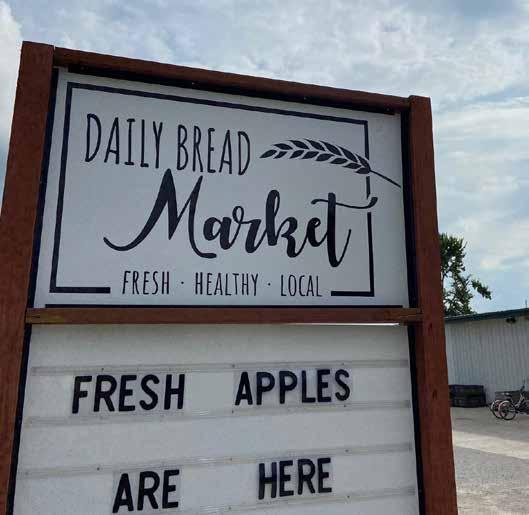 DAILY BREAD
Market
FRESH · HEALTHY · LOCAL
FRESH APPLES
ARE HERE